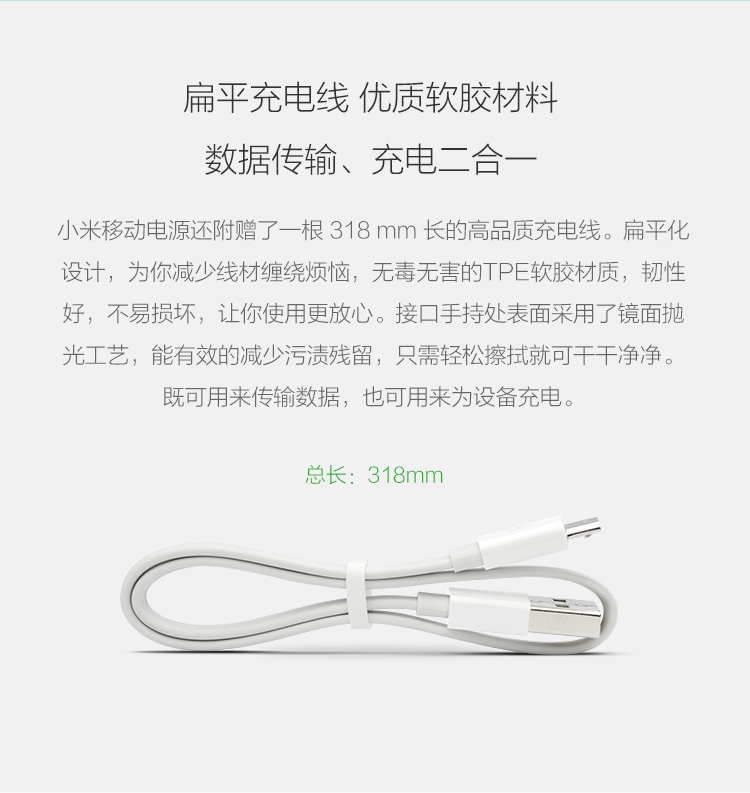 扁平充电线 优质软胶材料
数据传输、充电二合一
小米移动电源还附赠了一根 318 mm 长的高品质充电线。扁平化
设计，为你减少线材缠绕烦恼，无毒无害的TPE软胶材质，韧性
好，不易损坏，让你使用更放心。接口手持处表面采用了镜面抛
光工艺，能有效的减少污渍残留，只需轻松擦拭就可干干净净。
既可用来传输数据，也可用来为设备充电。
总长：318mm